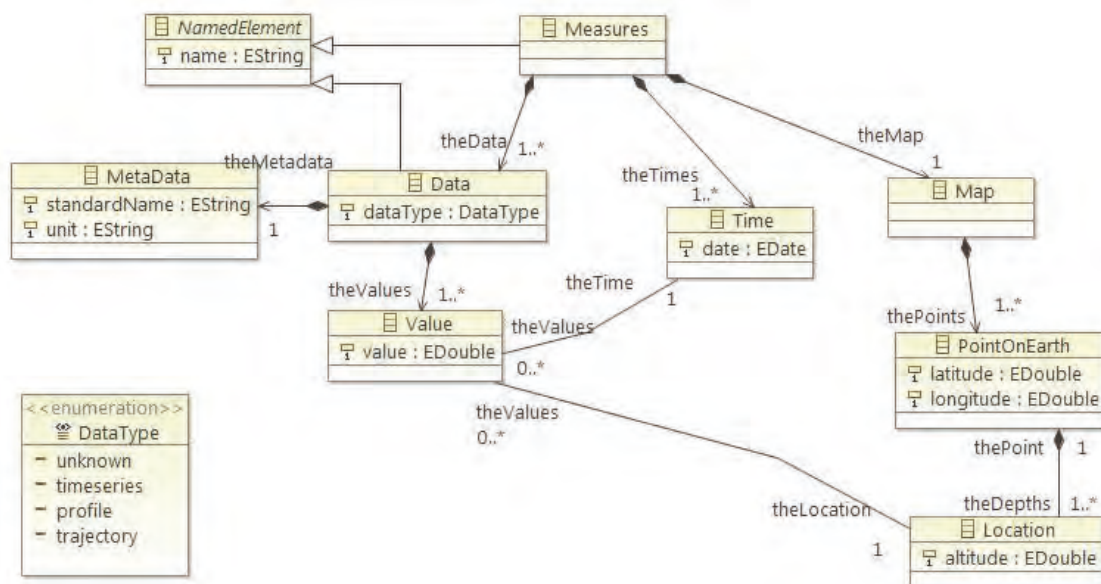 NamedElement
name : EString
Measures
theData
1..*
theTimes
1..*
theMap
1
theMetadata
1
MetaData
standardName : EString
unit : EString
Data
dataType : DataType
Time
date : EDate
Map
theValues
1..*
theTime
1
theValues
0..*
Value
value : EDouble
thePoints
1..*
PointOnEarth
latitude : EDouble
longitude : EDouble
<<enumeration>>
DataType
unknown
timeseries
profile
trajectory
theValues
0..*
thePoint
1
theDepths
1..*
theLocation
1
Location
altitude : EDouble